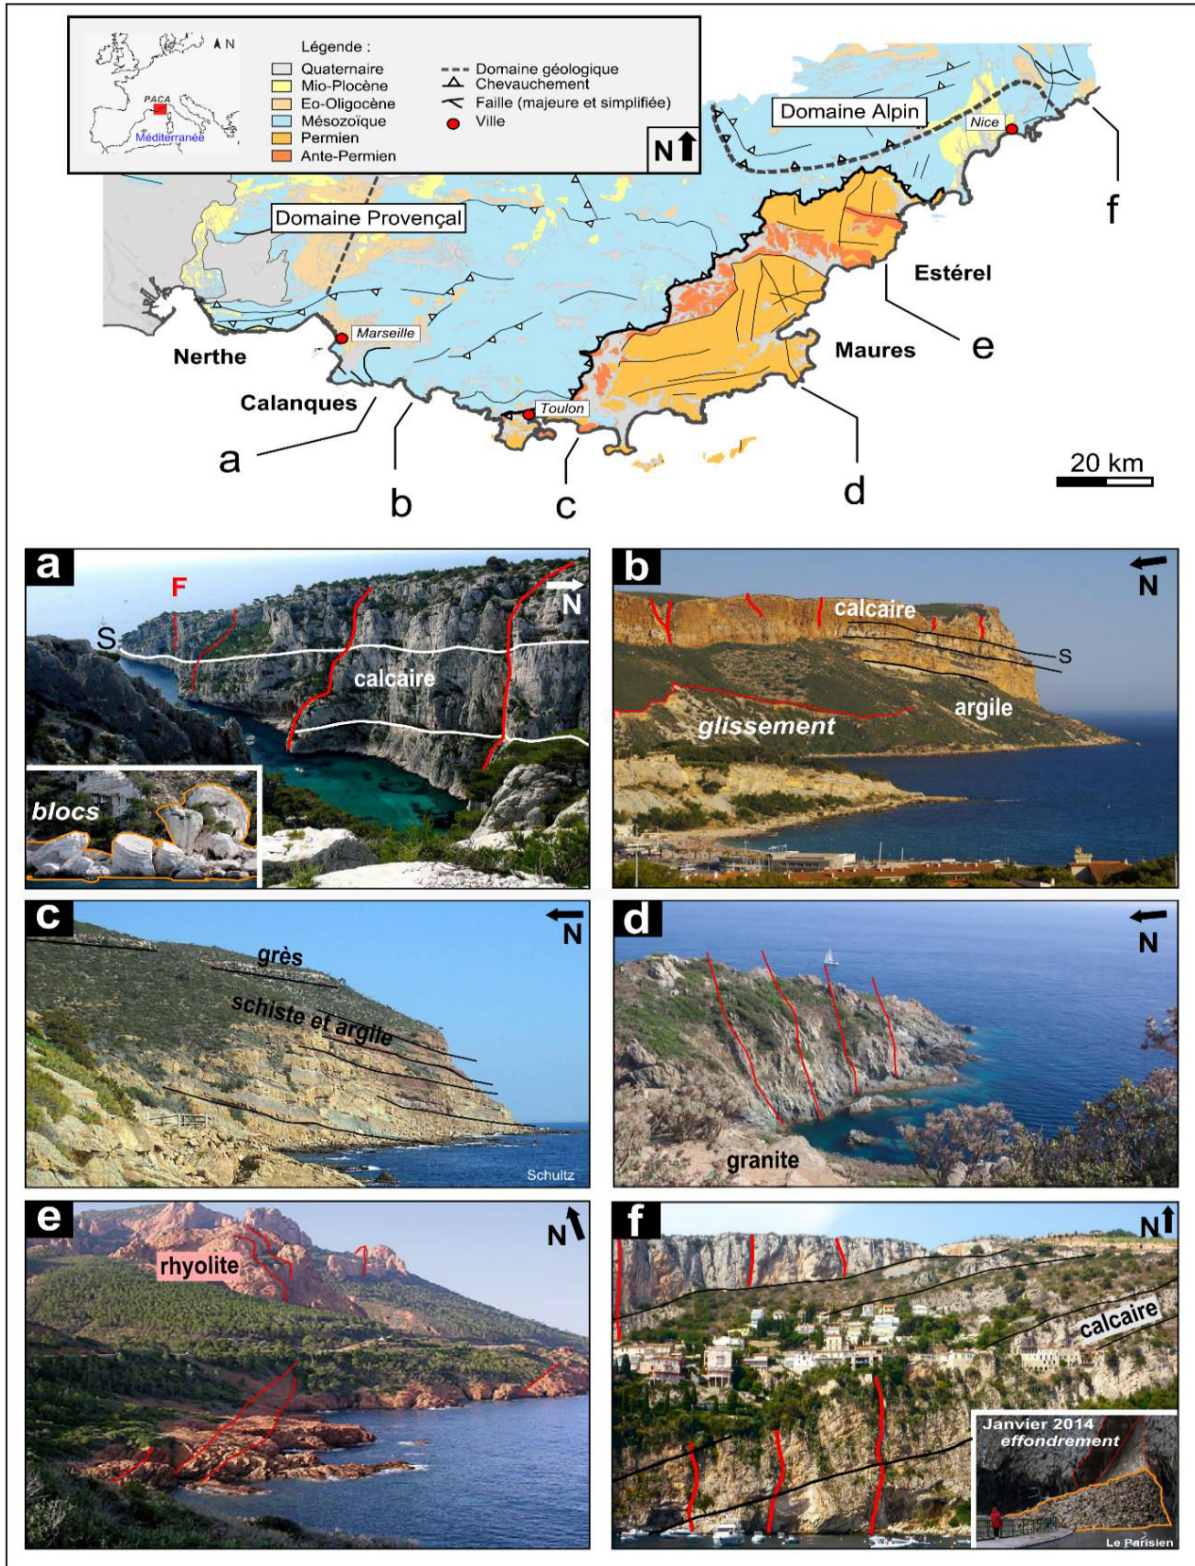 Légende :
N
PACA
Méditerranée
Quaternaire
Mio-Plocène
Eo-Oligocène
Mésozoïque
Permien
Ante-Permien
Domaine géologique
Chevauchement
Faille (majeure et simplifiée)
Ville
N
Domaine Alpin
Nice
f
Domaine Provençal
Estérel
Marseille
Nerthe
Maures
e
Calanques
Toulon
a
b
c
d
20 km
a
F
N
S
calcaire
blocs
b
N
calcaire
S
argile
glissement
c
N
grès
schiste et argile
Schultz
d
N
granite
e
N
rhyolite
f
N
calcaire
Janvier 2014
effondrement
Le Parisien